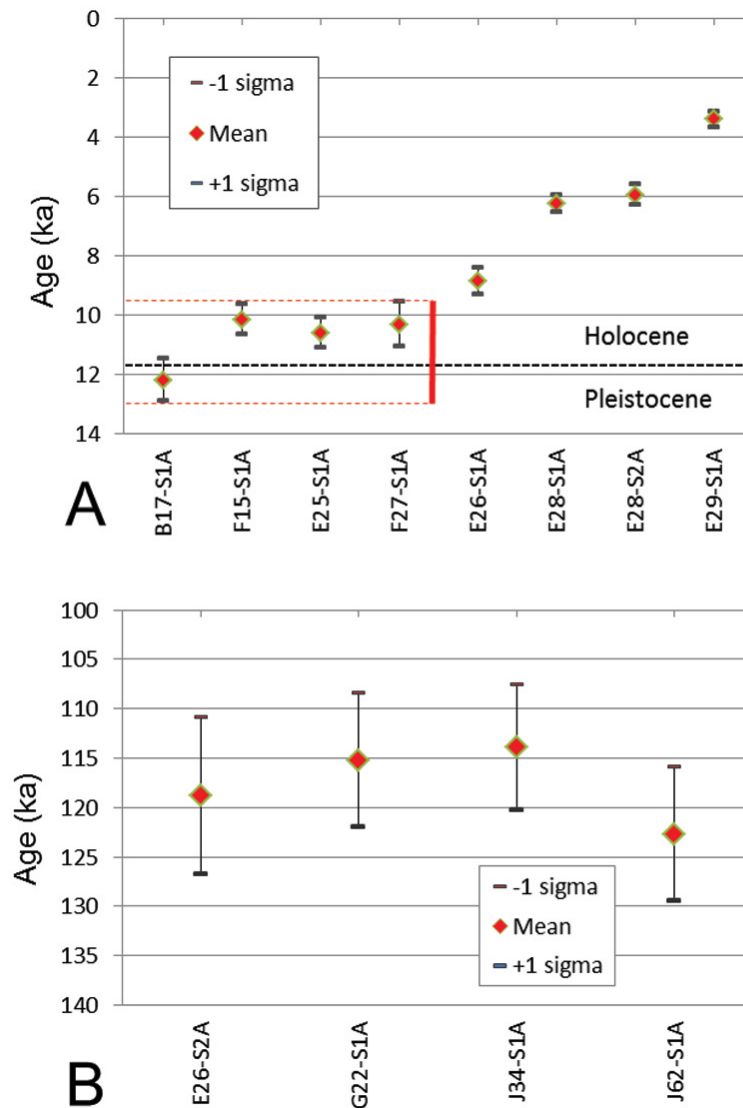 0
2
4
6
8
10
12
14
Age (ka)
-1 sigma
Mean
+1 sigma
Holocene
Pleistocene
B17-S1A
F15-S1A
E25-S1A
F27-S1A
E26-S1A
E28-S1A
E28-S2A
E29-S1A
A
100
105
110
115
120
125
130
135
140
Age (ka)
-1 sigma
Mean
+1 sigma
E26-S2A
G22-S1A
J34-S1A
J62-S1A
B